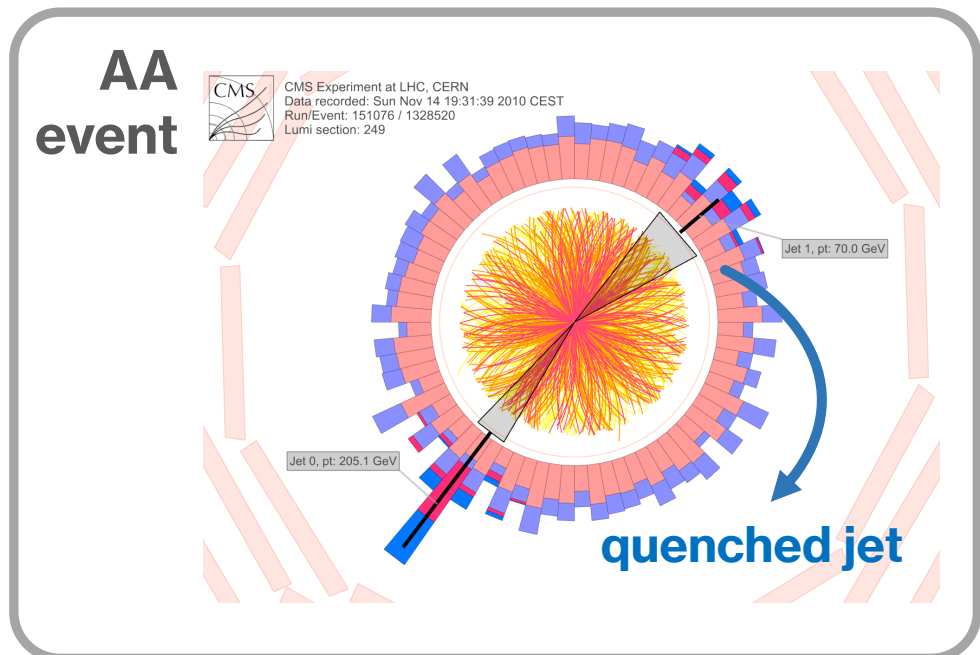 AA
event
CMS
CMS Experiment at LHC, CERN
Data recorded: Sun Nov 14 19:31:39 2010 CEST
Run/Event: 151076 / 1328520
Lumi section: 249
Jet 1, pt: 70.0 GeV
Jet 0, pt: 205.1 GeV
quenched jet